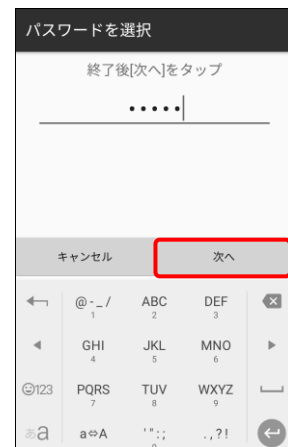 パスワードを選択
終了後[次へ]をタップ
•••••
キャンセル 次へ
@-_/ ABC DEF
1 2 3
GHI JKL MNO
4 5 6
☺123 PQRS TUV WXYZ
7 8 9
あa a⇔A '":; .,?!
0